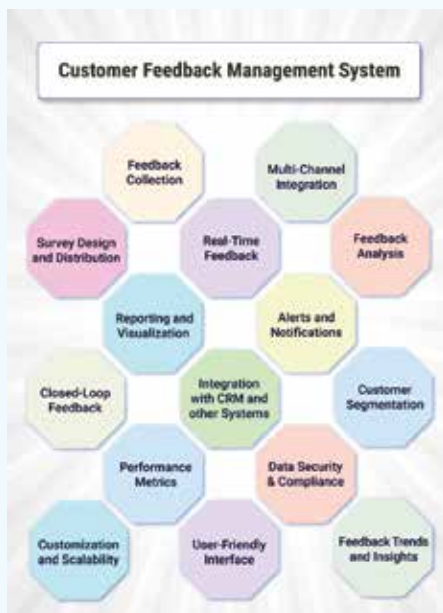 Customer Feedback Management System
Feedback
Collection
Multi-Channel
Integration
Survey Design
and Distribution
Real-Time
Feedback
Feedback
Analysis
Reporting and
Visualization
Alerts and
Notifications
Closed-Loop
Feedback
Integration
with CRM and
other Systems
Customer
Segmentation
Performance
Metrics
Data Security
& Compliance
Customization
and Scalability
User-Friendly
Interface
Feedback Trends
and Insights